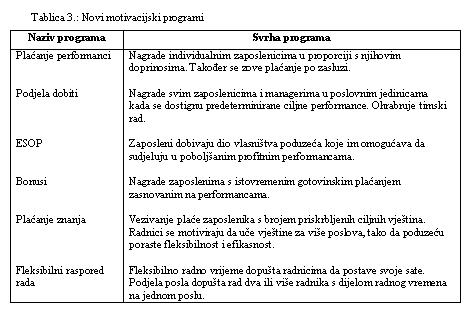 Tablica 3.: Novi motivacijski programi
Naziv programa Svrha programa
Plaćanje performanci Nagrade individualnim zaposlenicima u proporciji s njihovim
doprinosima. Također se zove plaćanje po zasluzi.
Podjela dobiti Nagrade svim zaposlenicima i managerima u poslovnim jedinicama
kada se dostignu predeterminirane ciljne performance. Ohrabruje timski
rad.
ESOP Zaposleni dobivaju dio vlasništva poduzeća koje im omogućava da
sudjeluju u poboljšanim profitnim performancama.
Bonusi Nagrade zaposlenima s istovremenim gotovinskim plaćanjem
zasnovanim na performancama.
Plaćanje znanja Vezivanje plaće zaposlenika s brojem priskrbljenih ciljnih vještina.
Radnici se motiviraju da uče vještine za više poslova, tako da poduzeću
poraste fleksibilnost i efikasnost.
Fleksibilni raspored Fleksibilno radno vrijeme dopušta radnicima da postave svoje sate.
rada Podjela posla dopušta rad dva ili više radnika s dijelom radnog vremena
na jednom poslu.